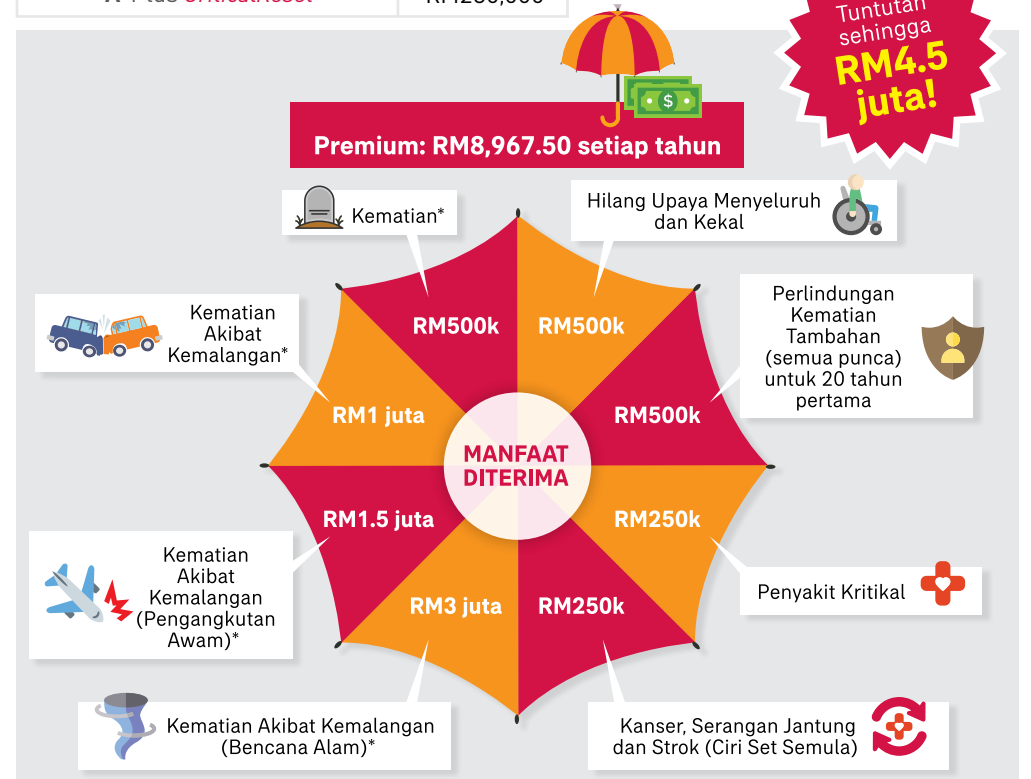 RM250,000
Tuntutan
sehingga
RM4.5
juta!
Premium: RM8,967.50 setiap tahun
Kematian*
Hilang Upaya Menyeluruh
dan Kekal
Kematian
Akibat
Kemalangan*
Perlindungan
Kematian
Tambahan
(semua punca)
untuk 20 tahun
pertama
RM500k
RM500k
RM1 juta
RM500k
MANFAAT
DITERIMA
RM1.5 juta
RM250k
Kematian
Akibat
Kemalangan
(Pengangkutan
Awam)*
Penyakit Kritikal
RM3 juta
RM250k
Kematian Akibat Kemalangan
(Bencana Alam)*
Kanser, Serangan Jantung
dan Strok (Ciri Set Semula)